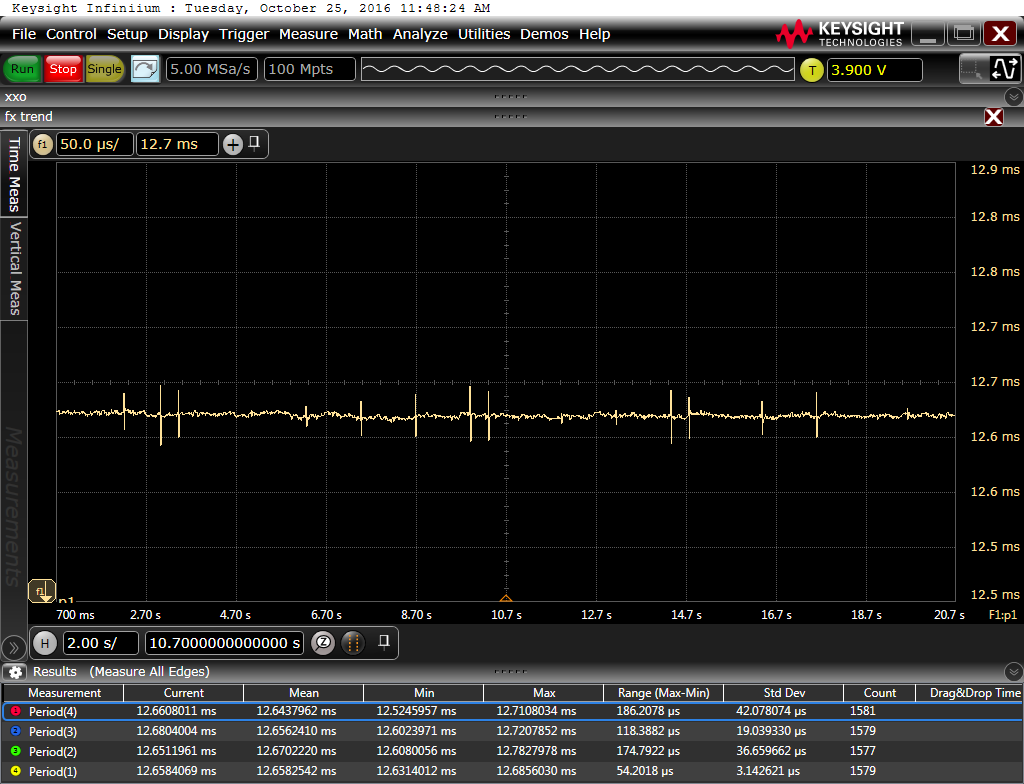 Keysight Infiniium : Tuesday, October 25, 2016 11:48:24 AM
File Control Setup Display Trigger Measure Math Analyze Utilities Demos Help
KEYSIGHT
TECHNOLOGIES
Run Stop Single 5.00 MSa/s 100 Mpts T 3.900 V
xxo
fx trend
f1 50.0 µs/ 12.7 ms
Time Meas
Vertical Meas
Measurements
12.9 ms
12.8 ms
12.8 ms
12.7 ms
12.7 ms
12.6 ms
12.6 ms
12.5 ms
12.5 ms
f1 p1
700 ms 2.70 s 4.70 s 6.70 s 8.70 s 10.7 s 12.7 s 14.7 s 16.7 s 18.7 s 20.7 s F1:p1
H 2.00 s/ 10.7000000000000 s Z
Results (Measure All Edges)
Measurement Current Mean Min Max Range (Max-Min) Std Dev Count Drag&Drop Time
Period(4) 12.6608011 ms 12.6437962 ms 12.5245957 ms 12.7108034 ms 186.2078 µs 42.078074 µs 1581
Period(3) 12.6804004 ms 12.6562410 ms 12.6023971 ms 12.7207852 ms 118.3882 µs 19.039330 µs 1579
Period(2) 12.6511961 ms 12.6702220 ms 12.6080056 ms 12.7827978 ms 174.7922 µs 36.659662 µs 1577
Period(1) 12.6584069 ms 12.6582542 ms 12.6314012 ms 12.6856030 ms 54.2018 µs 3.142621 µs 1579